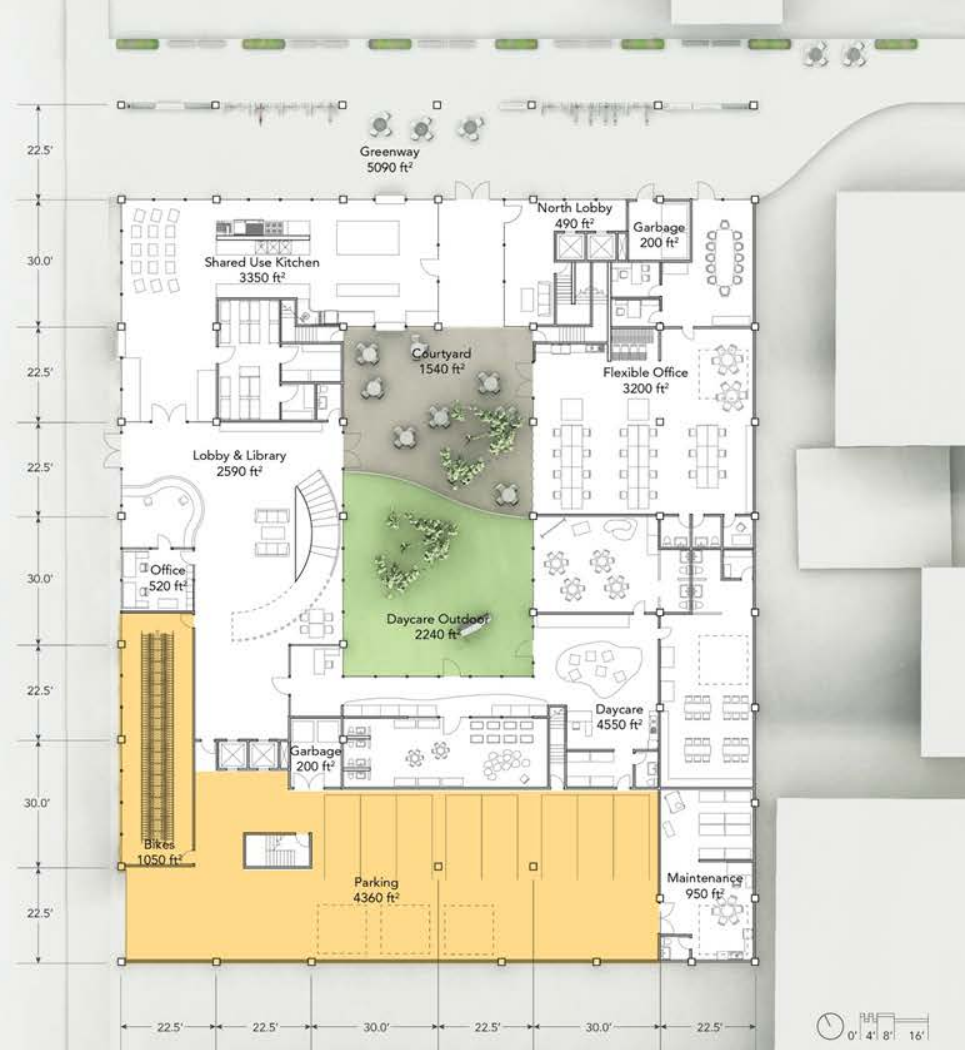 22.5'
Greenway
5090 ft²
30.0'
North Lobby
490 ft²
Garbage
200 ft²
Shared Use Kitchen
3350 ft²
22.5'
Courtyard
1540 ft²
Flexible Office
3200 ft²
22.5'
Lobby & Library
2590 ft²
30.0'
Office
520 ft²
Daycare Outdoor
2240 ft²
22.5'
Daycare
4550 ft²
Garbage
200 ft²
30.0'
Bikes
1050 ft²
Parking
4360 ft²
Maintenance
950 ft²
22.5'
22.5' 22.5' 30.0' 22.5' 30.0' 22.5'
0' 4' 8' 16'